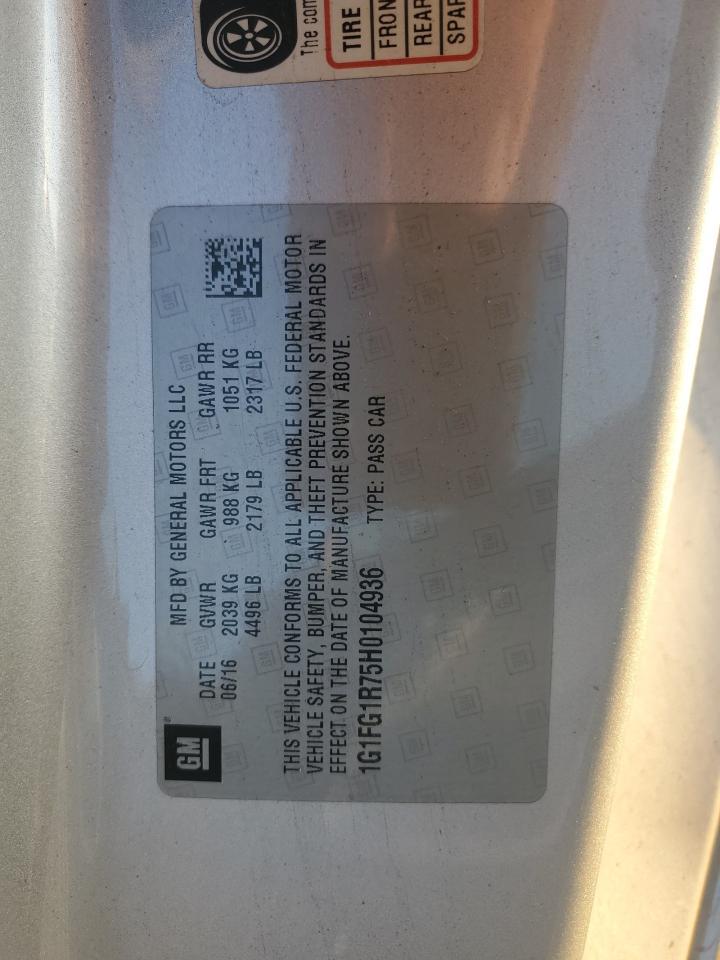 GM
MFD BY GENERAL MOTORS LLC
DATE GVWR GAWR FRT GAWR RR
06/16 2039 KG 988 KG 1051 KG
4496 LB 2179 LB 2317 LB
THIS VEHICLE CONFORMS TO ALL APPLICABLE U.S. FEDERAL MOTOR
VEHICLE SAFETY, BUMPER, AND THEFT PREVENTION STANDARDS IN
EFFECT ON THE DATE OF MANUFACTURE SHOWN ABOVE.
1G1FG1R75H0104936 TYPE: PASS CAR
The com
TIRE
FRON
REAR
SPAR